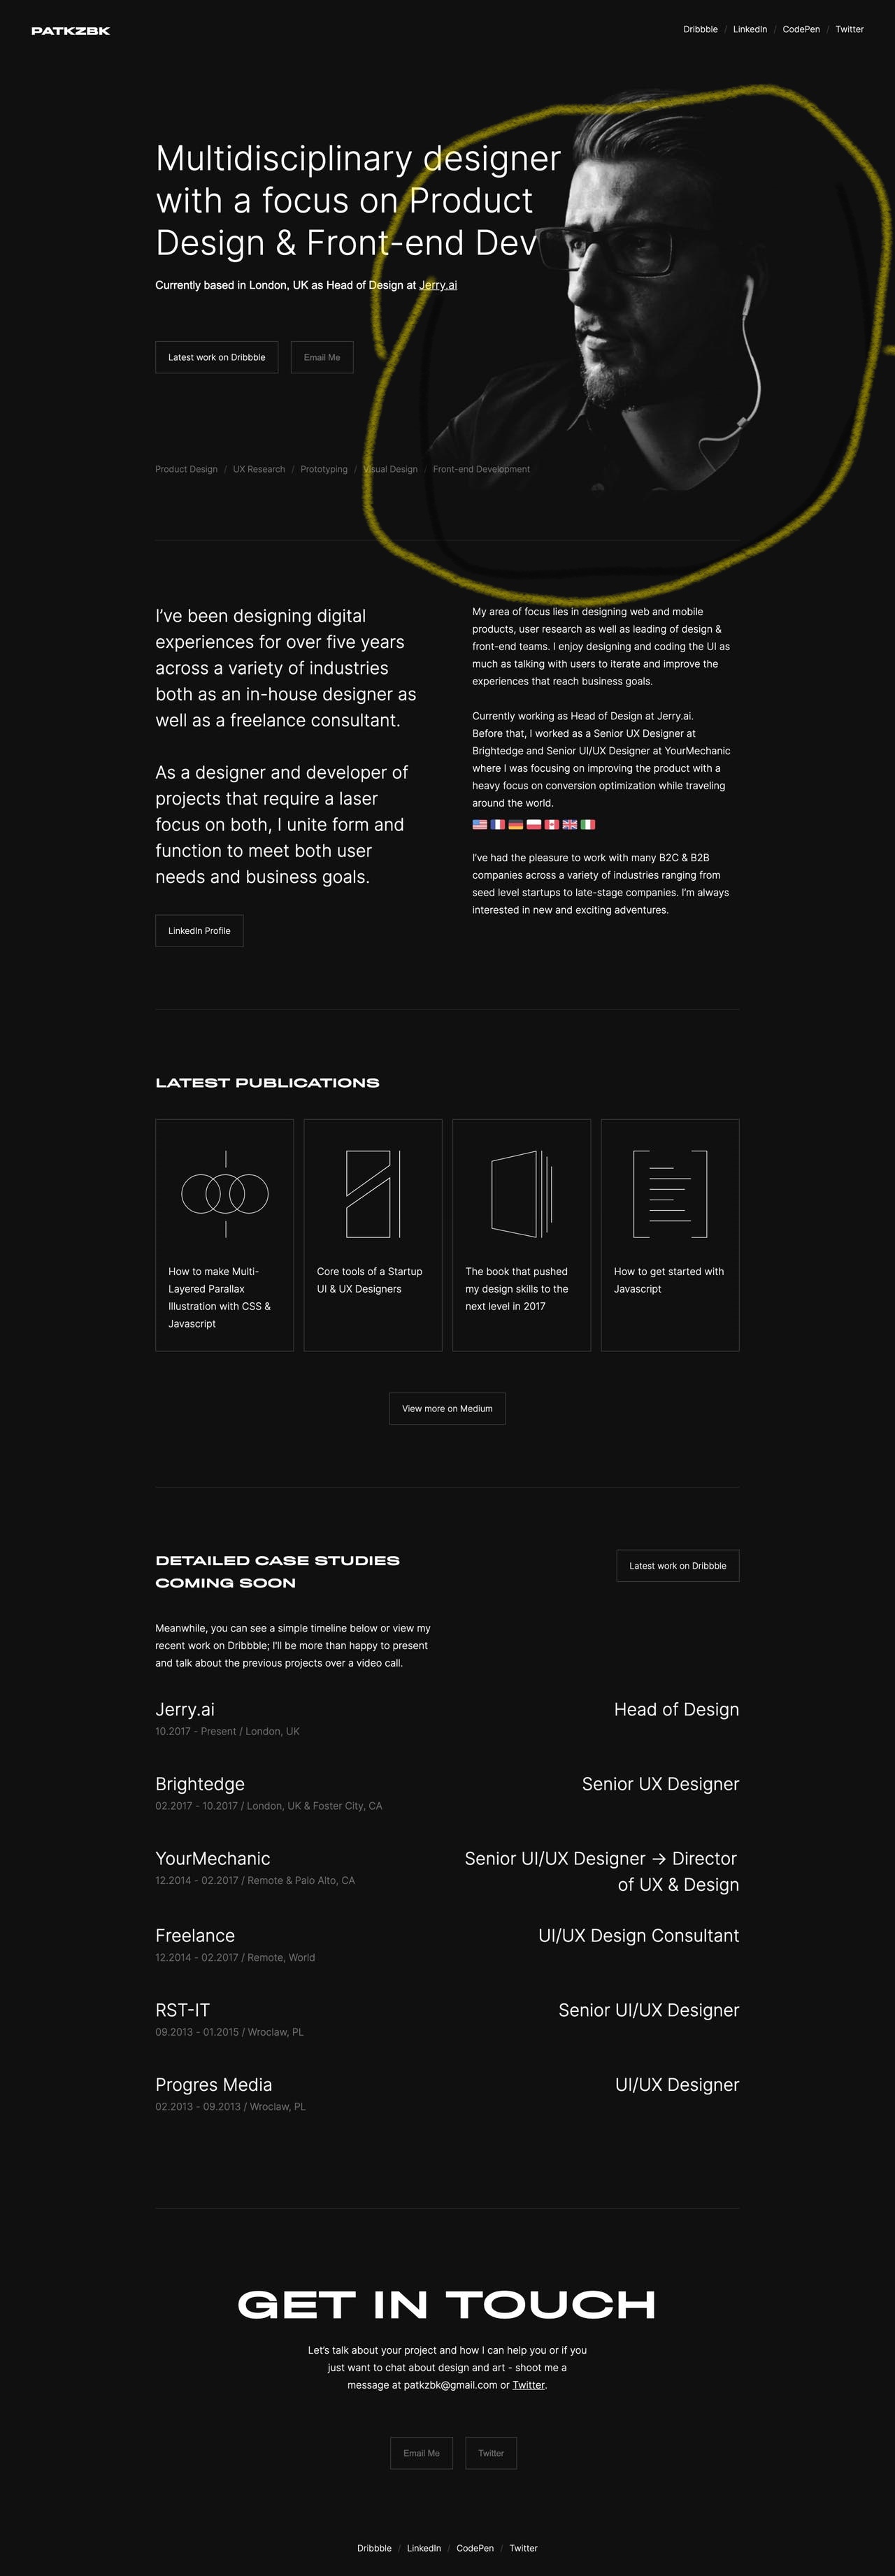 PATKZBK
Dribbble / LinkedIn / CodePen / Twitter
Multidisciplinary designer
with a focus on Product
Design & Front-end Dev
Currently based in London, UK as Head of Design at Jerry.ai
Latest work on Dribbble
Email Me
Product Design / UX Research / Prototyping / Visual Design / Front-end Development
I’ve been designing digital
experiences for over five years
across a variety of industries
both as an in-house designer as
well as a freelance consultant.
As a designer and developer of
projects that require a laser
focus on both, I unite form and
function to meet both user
needs and business goals.
LinkedIn Profile
My area of focus lies in designing web and mobile
products, user research as well as leading of design &
front-end teams. I enjoy designing and coding the UI as
much as talking with users to iterate and improve the
experiences that reach business goals.
Currently working as Head of Design at Jerry.ai.
Before that, I worked as a Senior UX Designer at
Brightedge and Senior UI/UX Designer at YourMechanic
where I was focusing on improving the product with a
heavy focus on conversion optimization while traveling
around the world.
I’ve had the pleasure to work with many B2C & B2B
companies across a variety of industries ranging from
seed level startups to late-stage companies. I’m always
interested in new and exciting adventures.
LATEST PUBLICATIONS
How to make Multi-
Layered Parallax
Illustration with CSS &
Javascript
Core tools of a Startup
UI & UX Designers
The book that pushed
my design skills to the
next level in 2017
How to get started with
Javascript
View more on Medium
DETAILED CASE STUDIES
COMING SOON
Latest work on Dribbble
Meanwhile, you can see a simple timeline below or view my
recent work on Dribbble; I'll be more than happy to present
and talk about the previous projects over a video call.
Jerry.ai
10.2017 - Present / London, UK
Head of Design
Brightedge
02.2017 - 10.2017 / London, UK & Foster City, CA
Senior UX Designer
YourMechanic
12.2014 - 02.2017 / Remote & Palo Alto, CA
Senior UI/UX Designer → Director
of UX & Design
Freelance
12.2014 - 02.2017 / Remote, World
UI/UX Design Consultant
RST-IT
09.2013 - 01.2015 / Wroclaw, PL
Senior UI/UX Designer
Progres Media
02.2013 - 09.2013 / Wroclaw, PL
UI/UX Designer
GET IN TOUCH
Let’s talk about your project and how I can help you or if you
just want to chat about design and art - shoot me a
message at patkzbk@gmail.com or Twitter.
Email Me
Twitter
Dribbble / LinkedIn / CodePen / Twitter